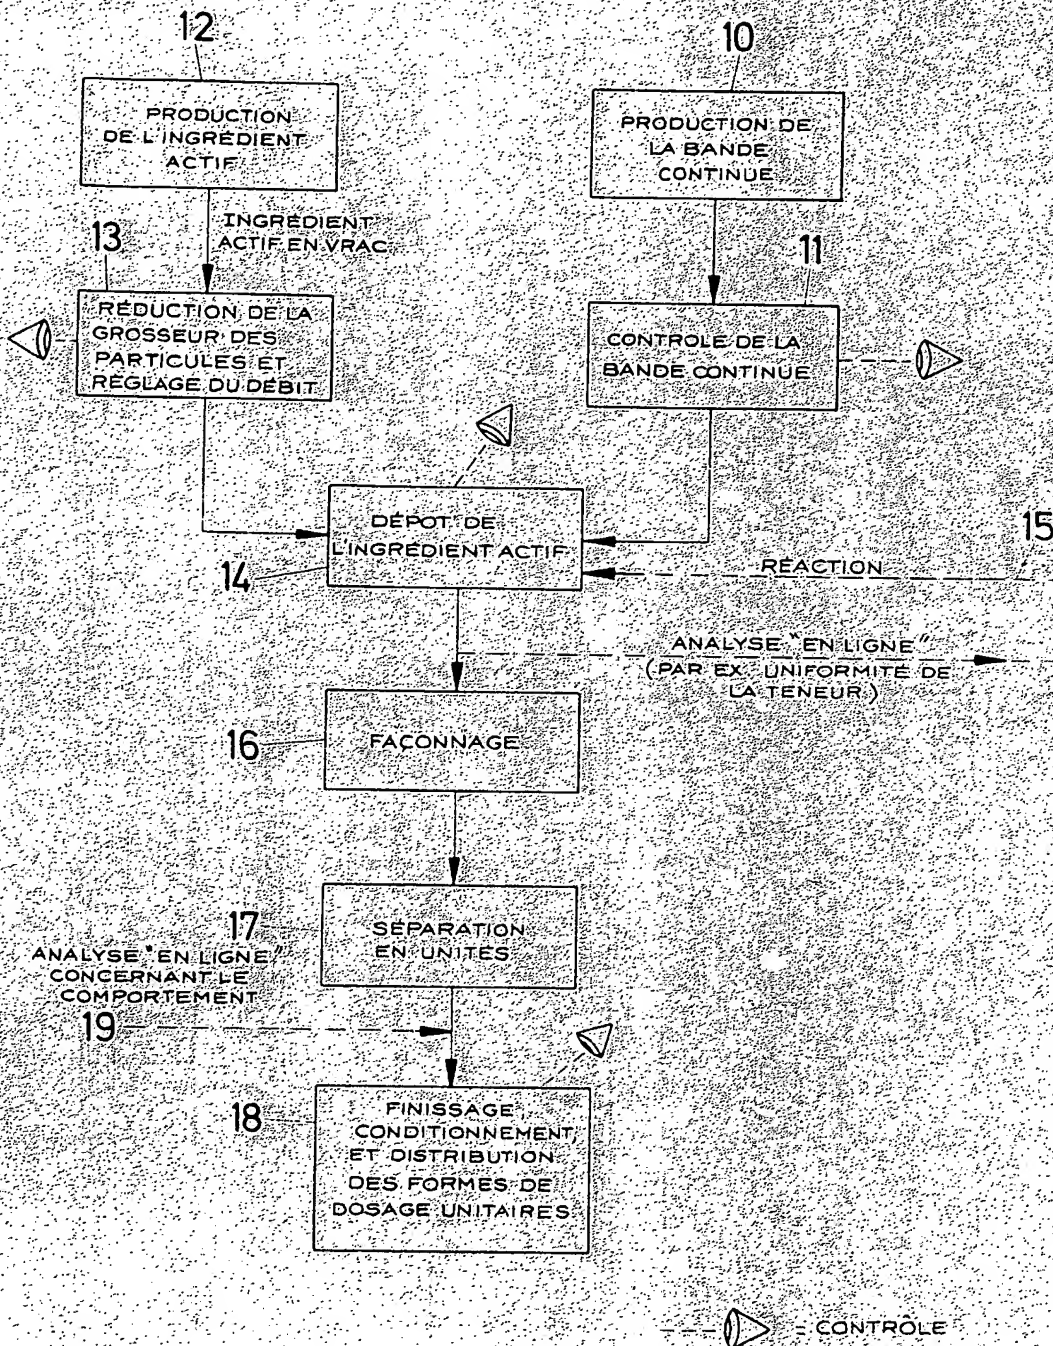 12
10
PRODUCTION
DE L'INGRÉDIENT
ACTIF
PRODUCTION DE
LA BANDE
CONTINUE
INGRÉDIENT
ACTIF EN VRAC
13
11
RÉDUCTION DE LA
GROSSEUR DES
PARTICULES ET
RÉGLAGE DU DÉBIT
CONTROLE DE LA
BANDE CONTINUE
DÉPOT DE
L'INGRÉDIENT ACTIF
14
15
RÉACTION
ANALYSE "EN LIGNE"
(PAR EX. UNIFORMITÉ DE
LA TENEUR)
16
FAÇONNAGE
17
SÉPARATION
EN UNITÉS
ANALYSE "EN LIGNE"
CONCERNANT LE
COMPORTEMENT
19
18
FINISSAGE,
CONDITIONNEMENT
ET DISTRIBUTION
DES FORMES DE
DOSAGE UNITAIRES
= CONTRÔLE